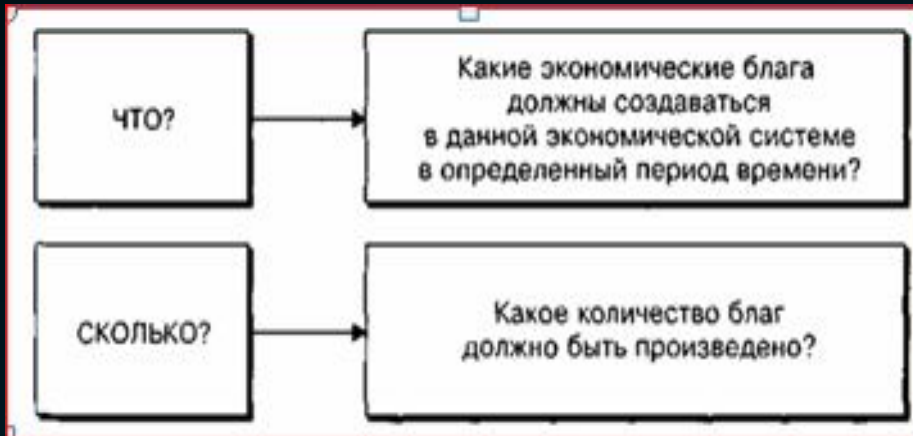 ЧТО?
Какие экономические блага
должны создаваться
в данной экономической системе
в определенный период времени?
СКОЛЬКО?
Какое количество благ
должно быть произведено?